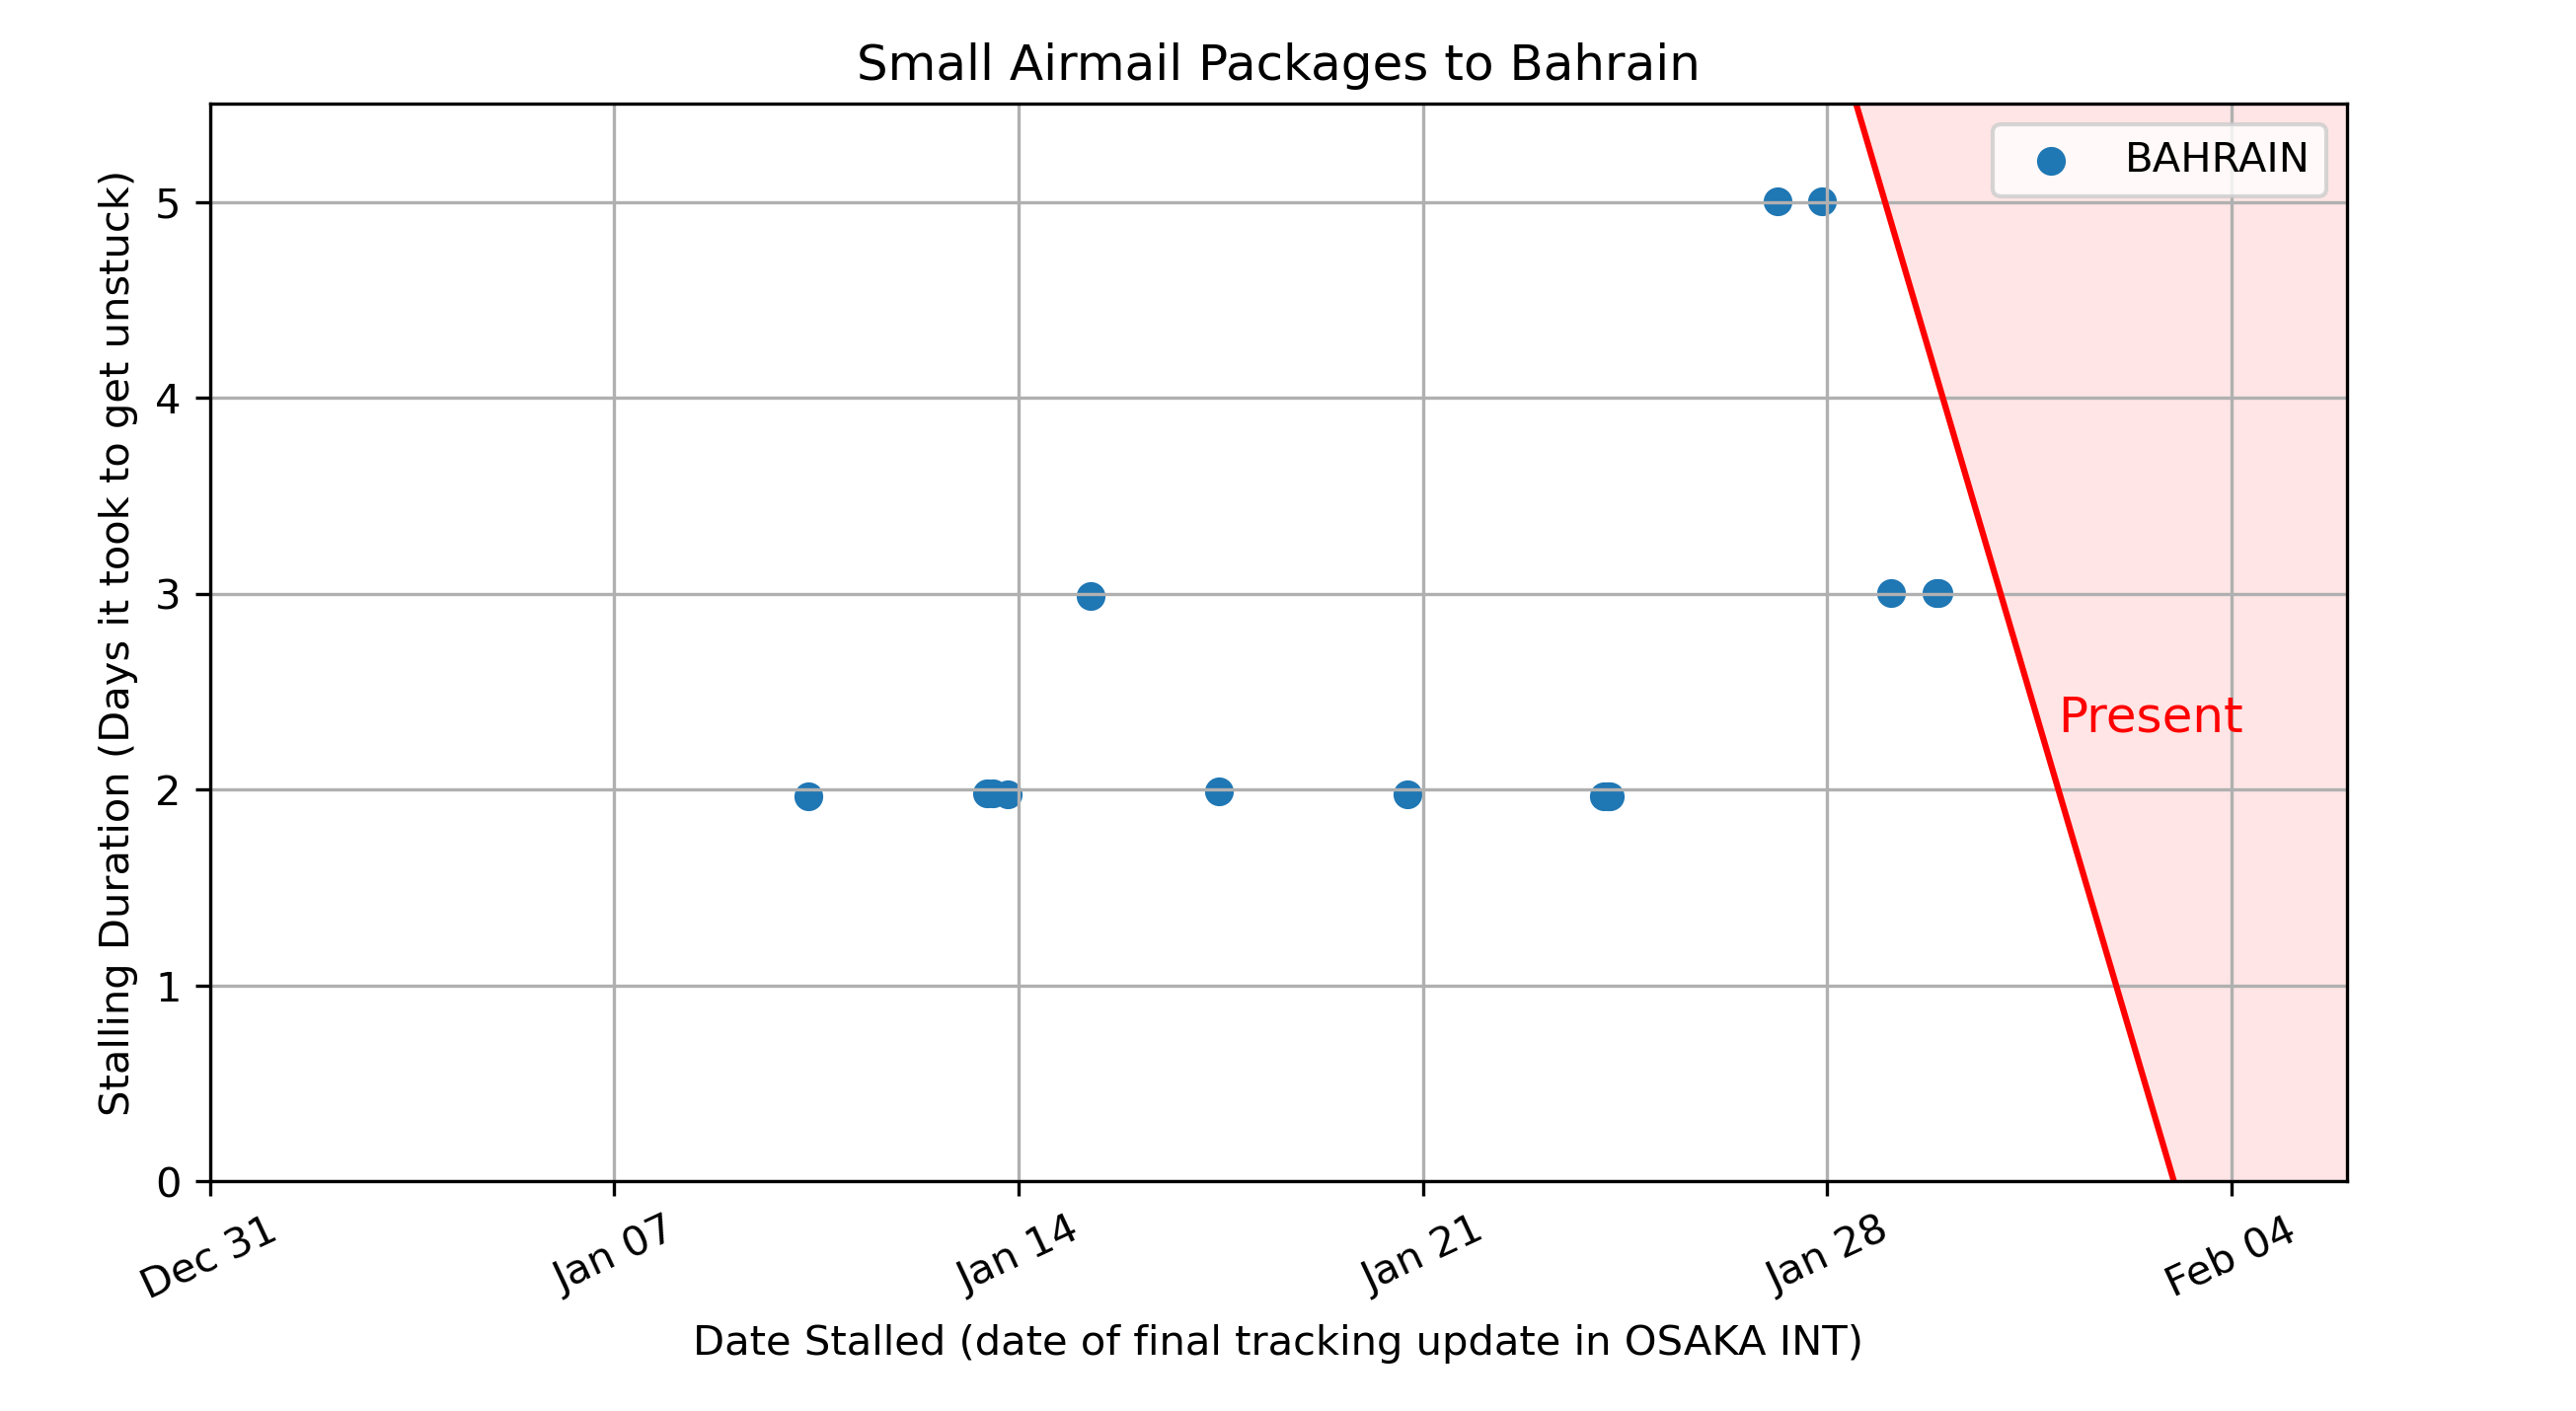 Small Airmail Packages to Bahrain
BAHRAIN
Stalling Duration (Days it took to get unstuck)
5
4
3
2
1
0
Present
Dec 31
Jan 07
Jan 14
Jan 21
Jan 28
Feb 04
Date Stalled (date of final tracking update in OSAKA INT)